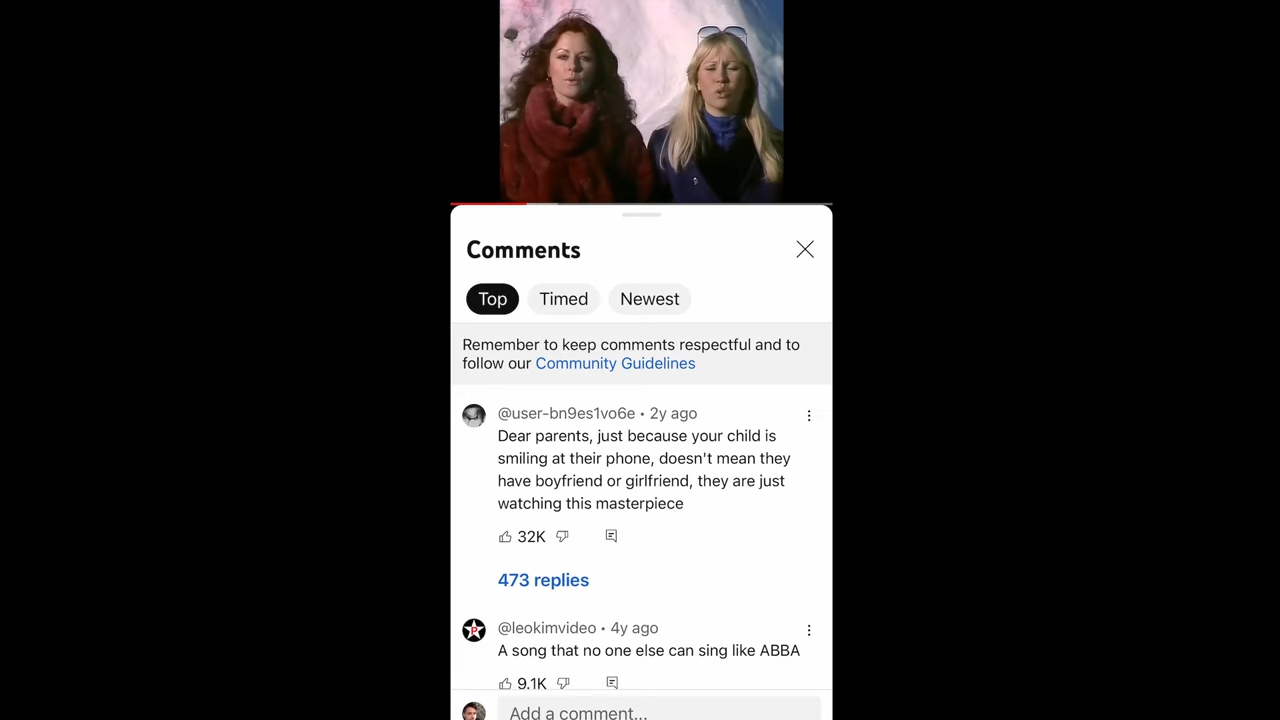 Comments
Top Timed Newest
Remember to keep comments respectful and to
follow our Community Guidelines
@user-bn9es1vo6e • 2y ago
Dear parents, just because your child is
smiling at their phone, doesn't mean they
have boyfriend or girlfriend, they are just
watching this masterpiece
32K
473 replies
@leokimvideo • 4y ago
A song that no one else can sing like ABBA
9.1K
Add a comment...